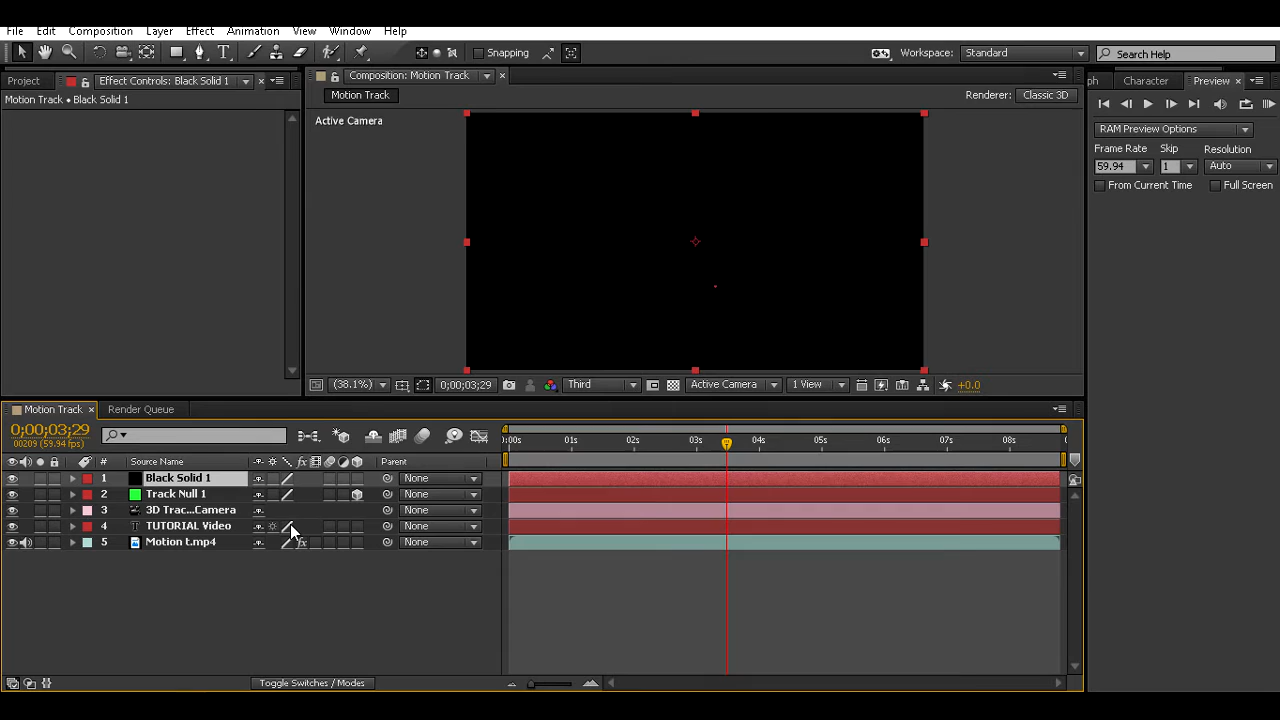 File Edit Composition Layer Effect Animation View Window Help
Snapping Workspace: Standard Search Help
Project Effect Controls: Black Solid 1 Composition: Motion Track ph Character Preview
Motion Track • Black Solid 1 Motion Track Renderer: Classic 3D
Active Camera
RAM Preview Options
Frame Rate Skip Resolution
59.94 1 Auto
From Current Time Full Screen
(38.1%) 0;00;03;29 Third Active Camera 1 View +0.0
Motion Track Render Queue
0;00;03;29
00209 (59.94 fps)
):00s 01s 02s 03s 04s 05s 06s 07s 08s
# Source Name Parent
1 Black Solid 1 None
2 Track Null 1 None
3 3D Trac...Camera None
4 TUTORIAL Video None
5 Motion t.mp4 fx None
Toggle Switches / Modes